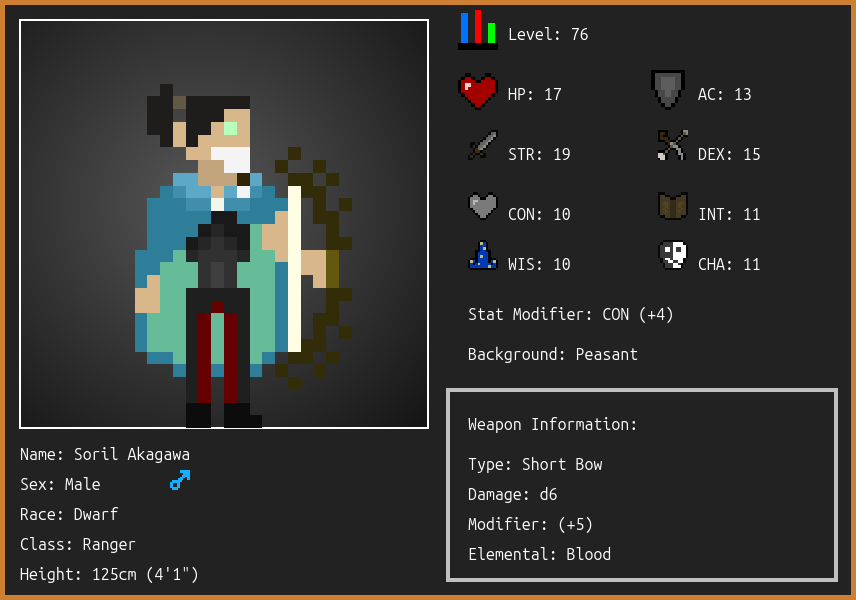 Level: 76
HP: 17
AC: 13
STR: 19
DEX: 15
CON: 10
INT: 11
WIS: 10
CHA: 11
Stat Modifier: CON (+4)
Background: Peasant
Weapon Information:
Type: Short Bow
Damage: d6
Modifier: (+5)
Elemental: Blood
Name: Soril Akagawa
Sex: Male
Race: Dwarf
Class: Ranger
Height: 125cm (4'1")